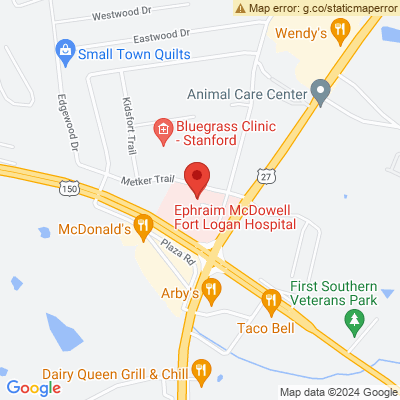 Westwood Dr
Map error: g.co/staticmaperror
Eastwood Dr
Wendy's
Small Town Quilts
Animal Care Center
Edgewood Dr
Kidsfort Trail
Bluegrass Clinic
- Stanford
Metker Trail
27
150
Ephraim McDowell
Fort Logan Hospital
McDonald's
Plaza Rd
Arby's
First Southern
Veterans Park
Taco Bell
Dairy Queen Grill & Chill
Google
Map data ©2024 Google